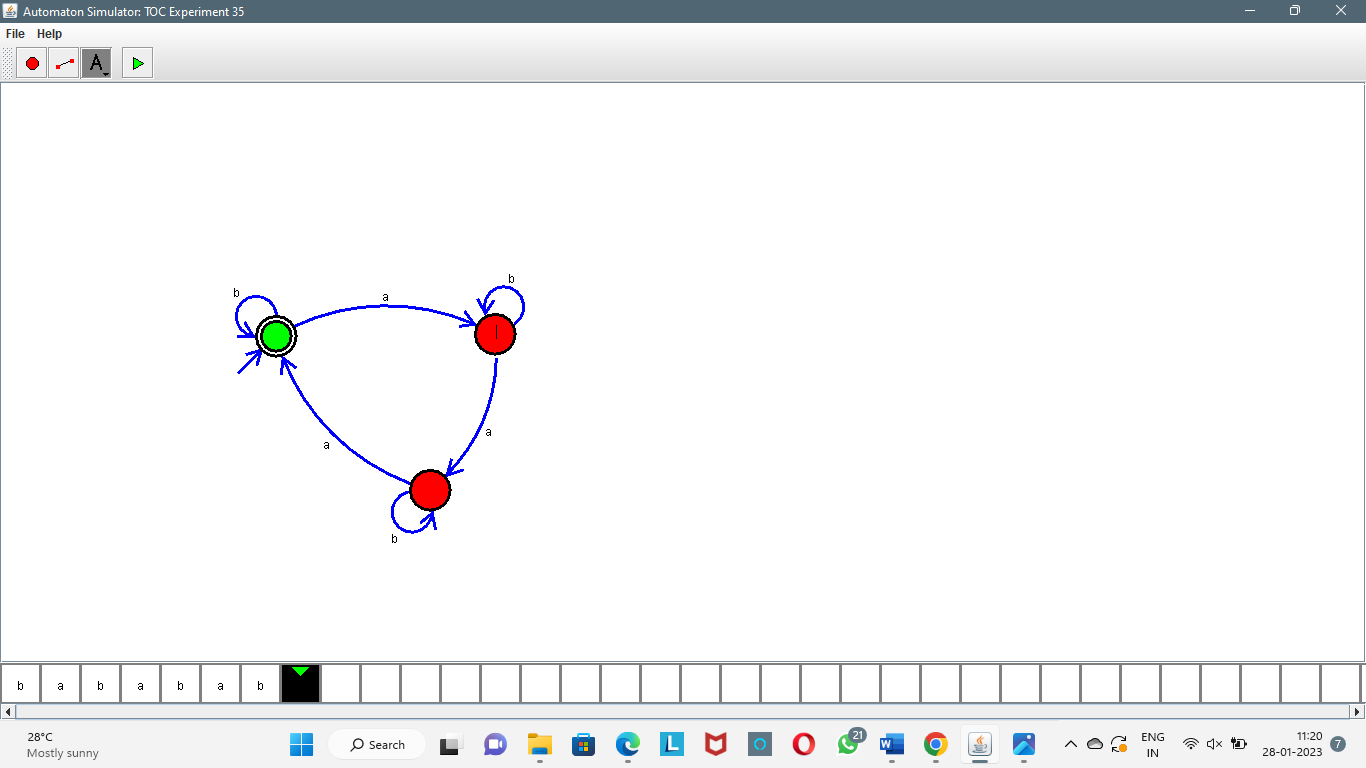 Automaton Simulator: TOC Experiment 35
File Help
A
b
b
a
a
a
b
b a b a b a b
28°C
Mostly sunny
Search
L
21
W
ENG
IN
11:20
28-01-2023
7